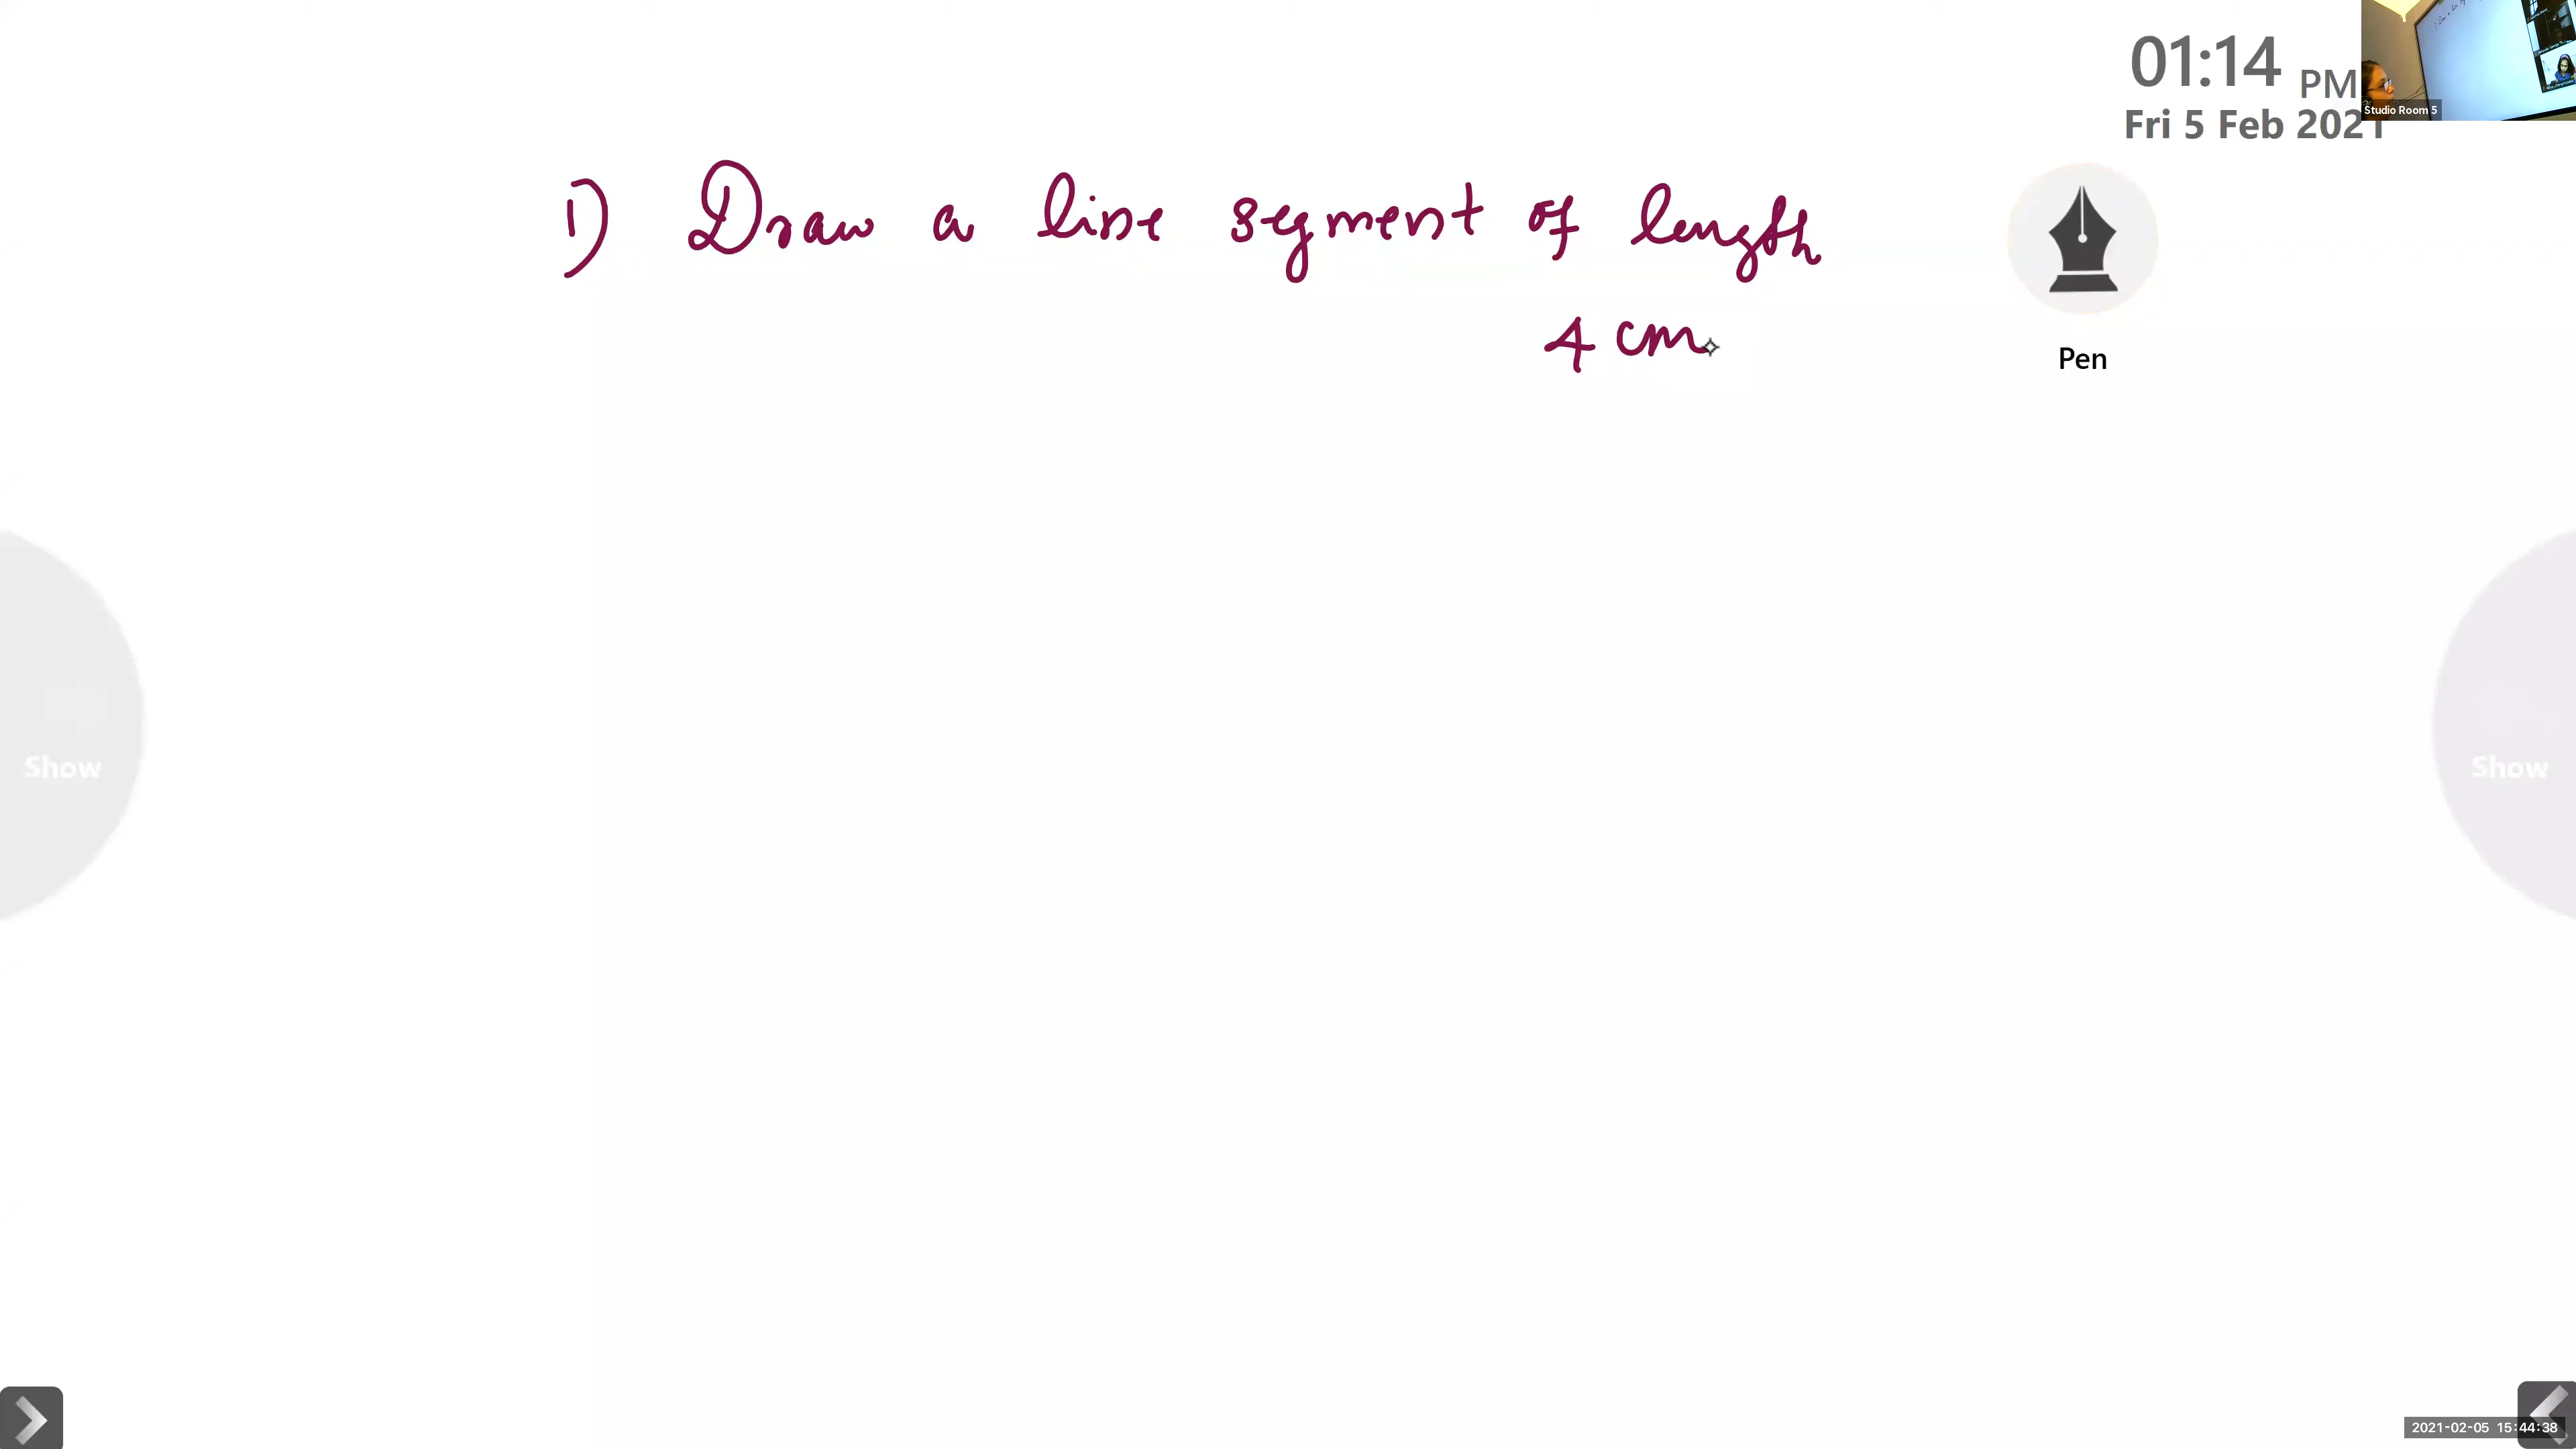 01:14 PM
Fri 5 Feb 2021
Studio Room 5
1) Draw a line segment of length
4 cm
Pen
Show
Show
2021-02-05 15:44:38